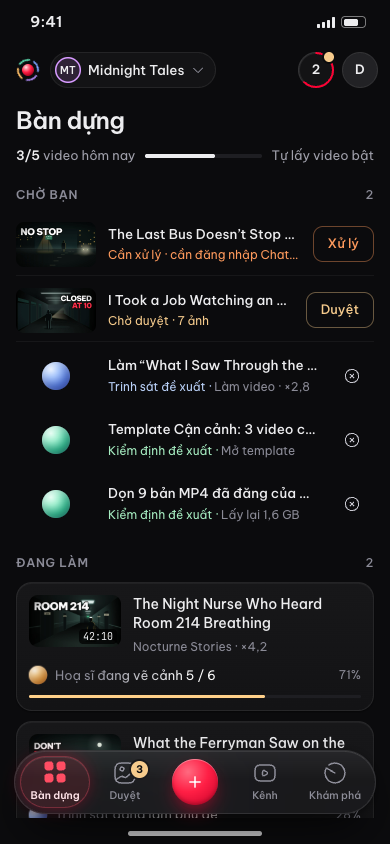 9:41
MT Midnight Tales
2
D
Bàn dựng
3/5 video hôm nay
Tự lấy video bật
CHỜ BẠN 2
NO STOP
The Last Bus Doesn't Stop ...
Cần xử lý · cần đăng nhập Chat...
Xử lý
CLOSED
AT 10
I Took a Job Watching an ...
Chờ duyệt · 7 ảnh
Duyệt
Làm “What I Saw Through the ...
Trinh sát đề xuất · Làm video · ×2,8
Template Cận cảnh: 3 video c...
Kiểm định đề xuất · Mở template
Dọn 9 bản MP4 đã đăng của ...
Kiểm định đề xuất · Lấy lại 1,6 GB
ĐANG LÀM 2
ROOM 214
42:10
The Night Nurse Who Heard
Room 214 Breathing
Nocturne Stories · ×4,2
Hoạ sĩ đang vẽ cảnh 5 / 6
71%
DON'T
What the Ferryman Saw on the
3
Bàn dựng
Duyệt
Kênh
Khám phá